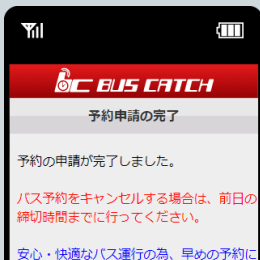 BUS CATCH
予約申請の完了
予約の申請が完了しました。
バス予約をキャンセルする場合は、前日の
締切時間までに行ってください。
安心・快適なバス運行の為、早めの予約に